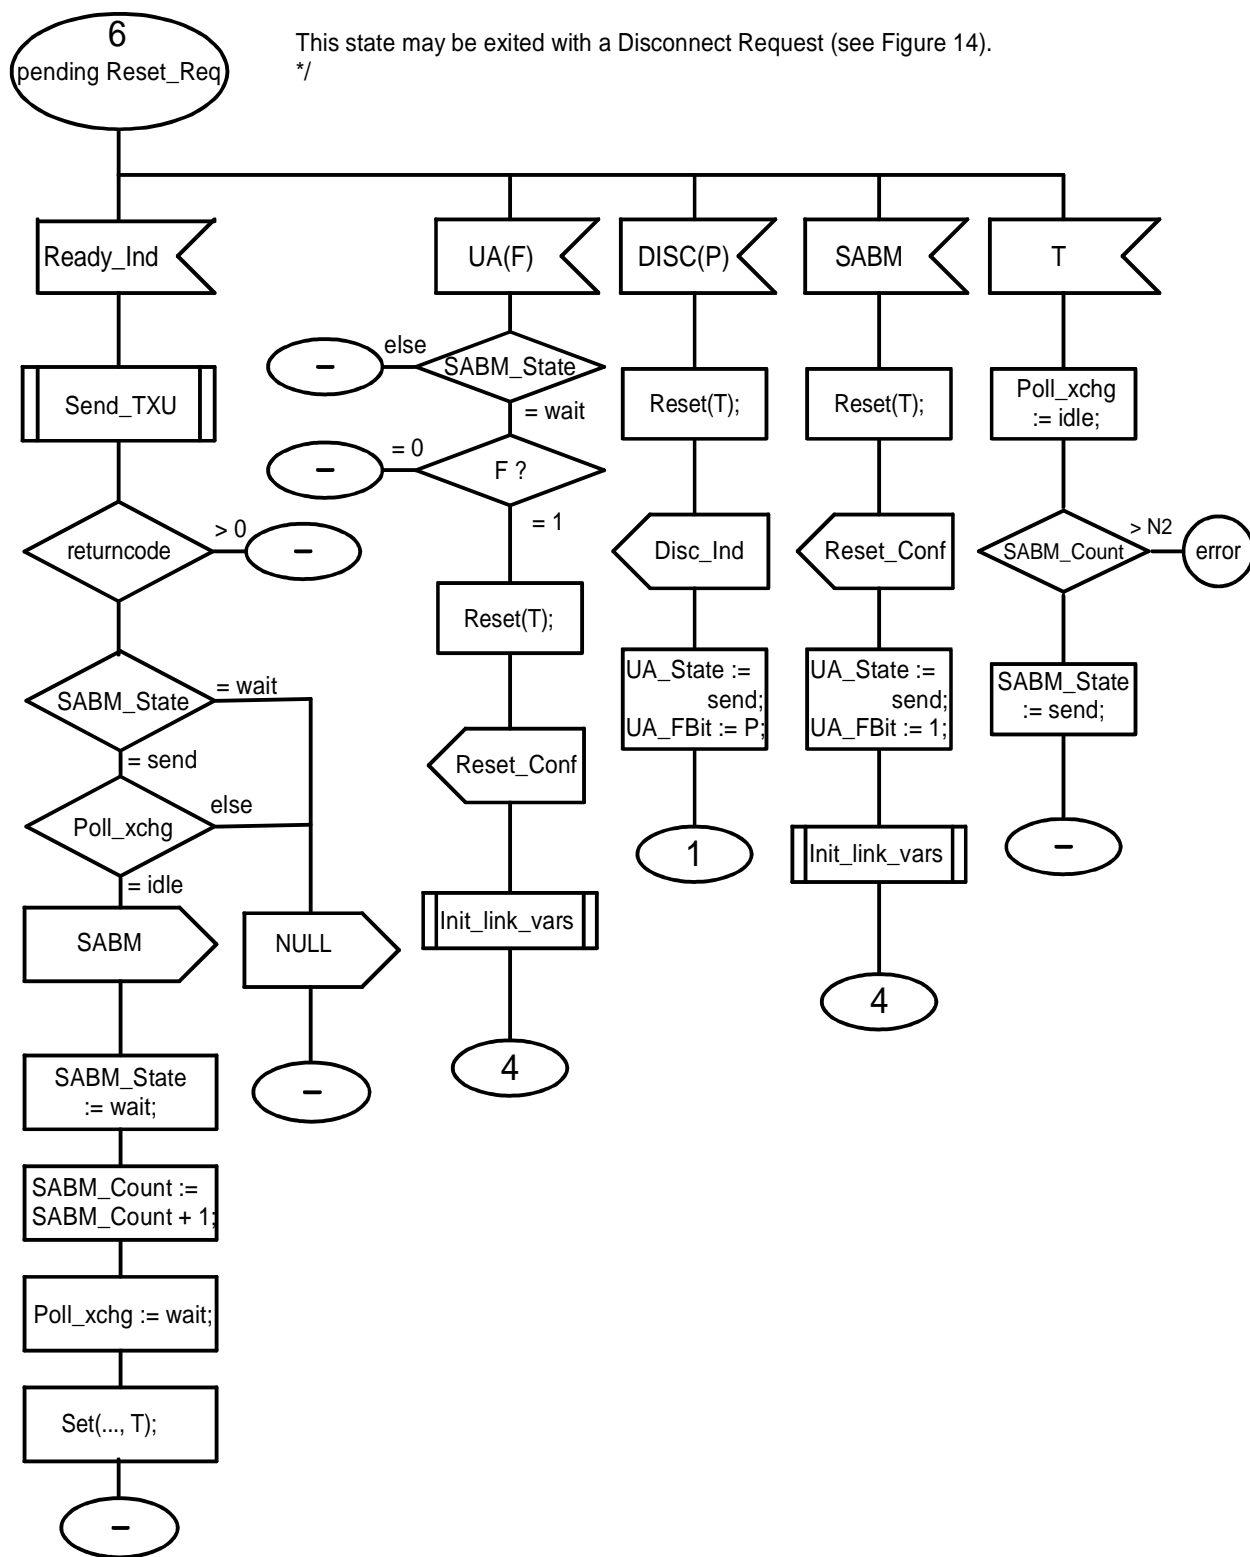 6
pending Reset_Req
This state may be exited with a Disconnect Request (see Figure 14).
*/
Ready_Ind
Send_TXU
returncode
> 0
–
SABM_State
= wait
= send
Poll_xchg
else
= idle
SABM
NULL
–
SABM_State
:= wait;
SABM_Count :=
SABM_Count + 1;
Poll_xchg := wait;
Set(..., T);
–
UA(F)
SABM_State
else
–
= wait
F ?
= 0
–
= 1
Reset(T);
Reset_Conf
Init_link_vars
4
DISC(P)
Reset(T);
Disc_Ind
UA_State :=
send;
UA_FBit := P;
1
SABM
Reset(T);
Reset_Conf
UA_State :=
send;
UA_FBit := 1;
Init_link_vars
4
T
Poll_xchg
:= idle;
SABM_Count
> N2
error
SABM_State
:= send;
–